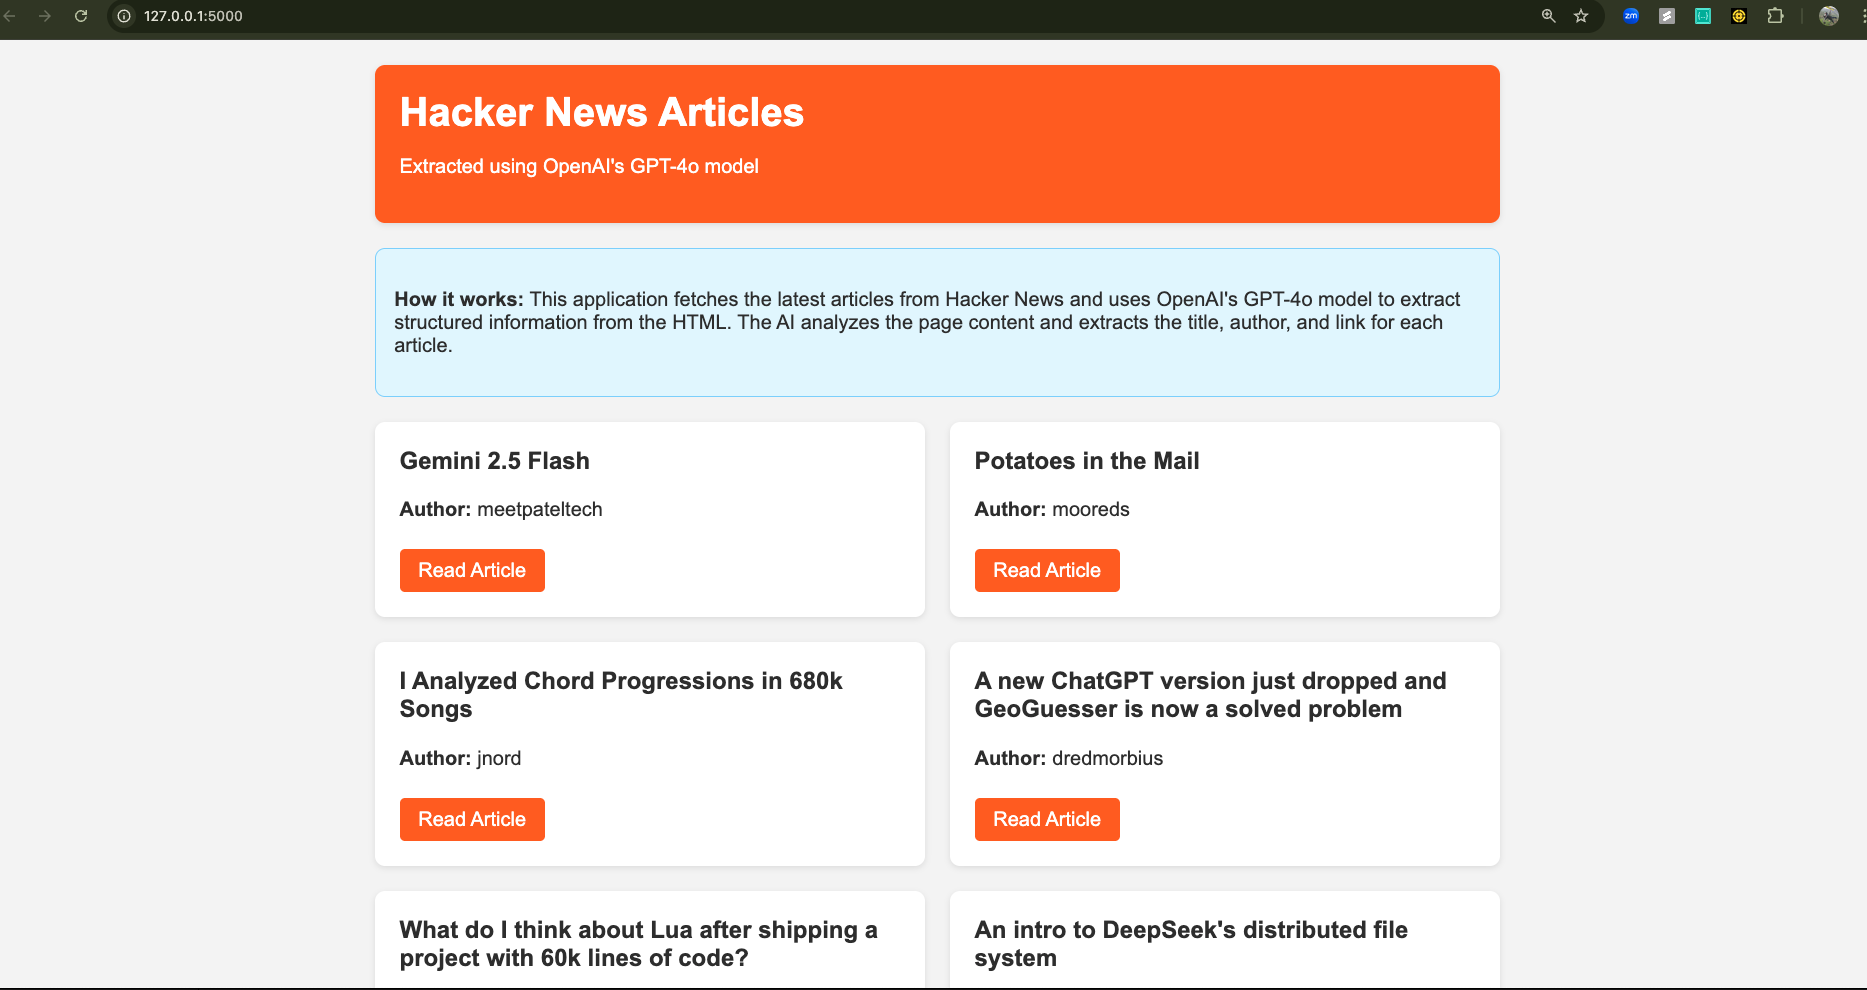 127.0.0.1:5000
zm
Hacker News Articles
Extracted using OpenAI's GPT-4o model
How it works: This application fetches the latest articles from Hacker News and uses OpenAI's GPT-4o model to extract
structured information from the HTML. The AI analyzes the page content and extracts the title, author, and link for each
article.
Gemini 2.5 Flash
Author: meetpateltech
Read Article
Potatoes in the Mail
Author: mooreds
Read Article
I Analyzed Chord Progressions in 680k
Songs
Author: jnord
Read Article
A new ChatGPT version just dropped and
GeoGuesser is now a solved problem
Author: dredmorbius
Read Article
What do I think about Lua after shipping a
project with 60k lines of code?
An intro to DeepSeek's distributed file
system